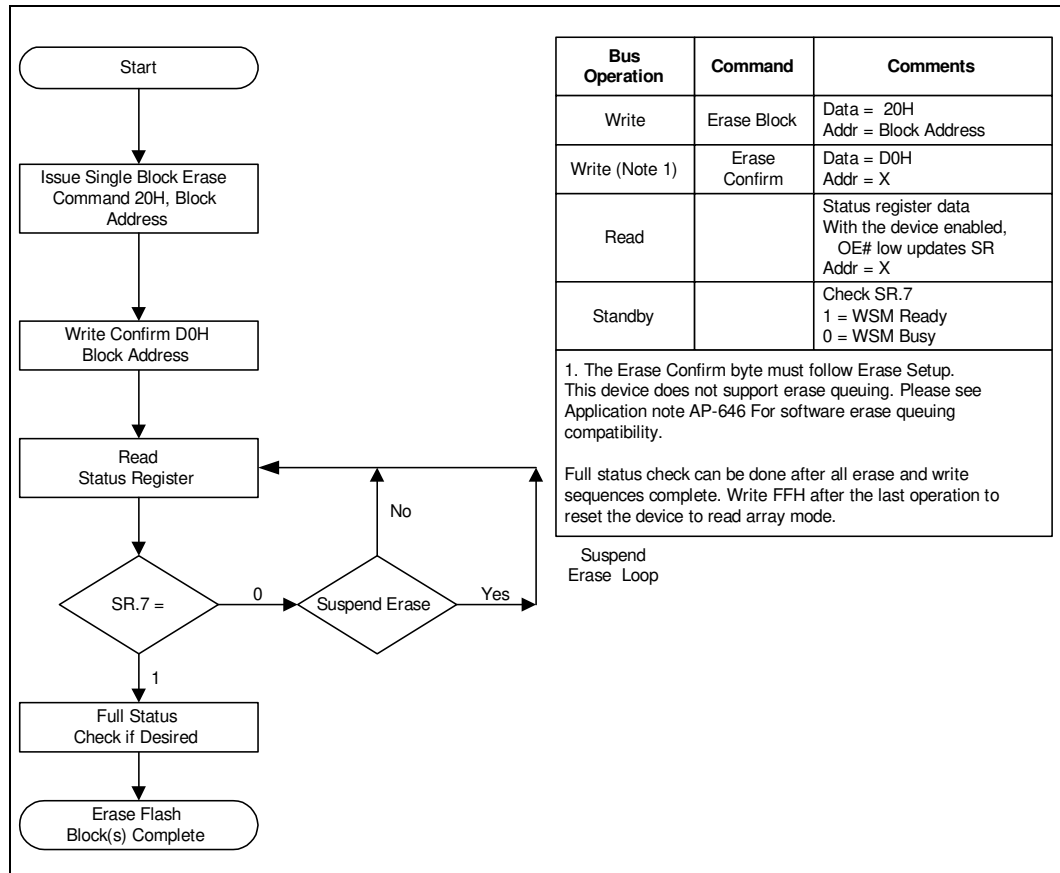 Start
Issue Single Block Erase
Command 20H, Block
Address
Write Confirm D0H
Block Address
Read
Status Register
No
SR.7 =
0
Suspend Erase
Yes
1
Full Status
Check if Desired
Erase Flash
Block(s) Complete
Bus
Operation
Command
Comments
Write
Erase Block
Data = 20H
Addr = Block Address
Write (Note 1)
Erase
Confirm
Data = D0H
Addr = X
Read
Status register data
With the device enabled,
OE# low updates SR
Addr = X
Standby
Check SR.7
1 = WSM Ready
0 = WSM Busy
1. The Erase Confirm byte must follow Erase Setup.
This device does not support erase queuing. Please see
Application note AP-646 For software erase queuing
compatibility.
Full status check can be done after all erase and write
sequences complete. Write FFH after the last operation to
reset the device to read array mode.
Suspend
Erase Loop